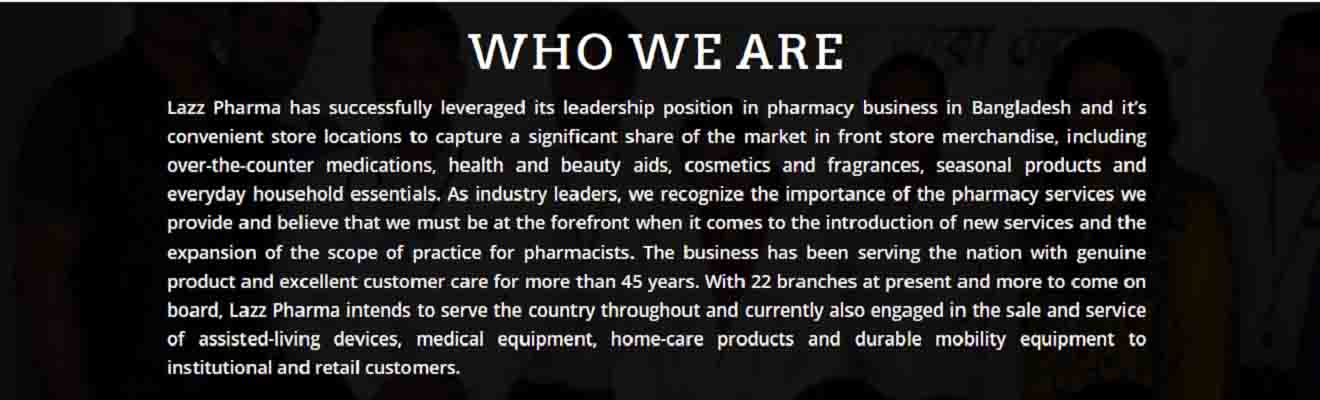 WHO WE ARE
Lazz Pharma has successfully leveraged its leadership position in pharmacy business in Bangladesh and it’s
convenient store locations to capture a significant share of the market in front store merchandise, including
over-the-counter medications, health and beauty aids, cosmetics and fragrances, seasonal products and
everyday household essentials. As industry leaders, we recognize the importance of the pharmacy services we
provide and believe that we must be at the forefront when it comes to the introduction of new services and the
expansion of the scope of practice for pharmacists. The business has been serving the nation with genuine
product and excellent customer care for more than 45 years. With 22 branches at present and more to come on
board, Lazz Pharma intends to serve the country throughout and currently also engaged in the sale and service
of assisted-living devices, medical equipment, home-care products and durable mobility equipment to
institutional and retail customers.